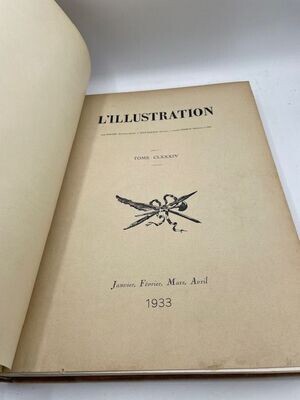 L'ILLUSTRATION
TOME CLXXXIV
Janvier, Février, Mars, Avril
1933